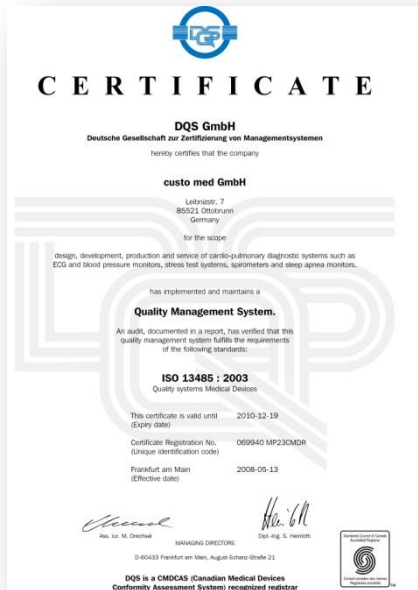 DQS
CERTIFICATE
DQS GmbH
Deutsche Gesellschaft zur Zertifizierung von Managementsystemen
hereby certifies that the company
custo med GmbH
Leibnizstr. 7
85521 Ottobrunn
Germany
for the scope
design, development, production and service of cardio-pulmonary diagnostic systems such as
ECG and blood pressure monitors, stress test systems, spirometers and sleep apnea monitors.
has implemented and maintains a
Quality Management System.
An audit, documented in a report, has verified that this
quality management system fulfills the requirements
of the following standards:
ISO 13485 : 2003
Quality systems Medical Devices
This certificate is valid until 2010-12-19
(Expiry date)
Certificate Registration No. 069940 MP23CMDR
(Unique identification code)
Frankfurt am Main 2008-05-13
(Effective date)
Ass. iur. M. Drechsel Dipl.-Ing. S. Heinloth
MANAGING DIRECTORS
D-60433 Frankfurt am Main, August-Schanz-Straße 21
DQS is a CMDCAS (Canadian Medical Devices
Conformity Assessment System) recognized registrar
Standards Council of Canada